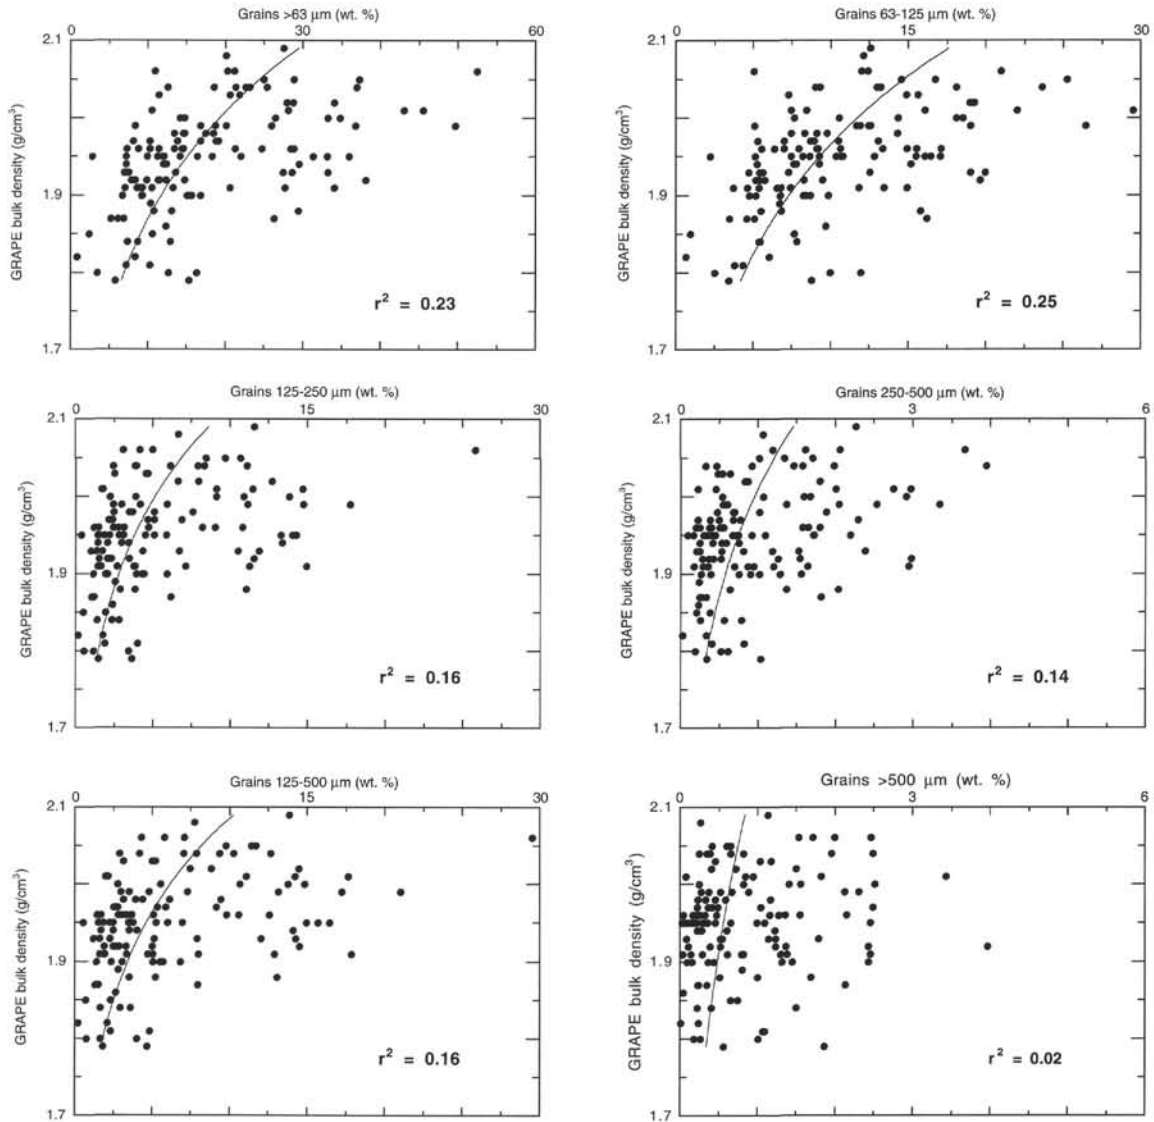 Grains >63 μm (wt. %)
0 30 60
2.1
1.9
1.7
GRAPE bulk density (g/cm³)
r² = 0.23
Grains 63-125 μm (wt. %)
0 15 30
2.1
1.9
1.7
GRAPE bulk density (g/cm³)
r² = 0.25
Grains 125-250 μm (wt. %)
0 15 30
2.1
1.9
1.7
GRAPE bulk density (g/cm³)
r² = 0.16
Grains 250-500 μm (wt. %)
0 3 6
2.1
1.9
1.7
GRAPE bulk density (g/cm³)
r² = 0.14
Grains 125-500 μm (wt. %)
0 15 30
2.1
1.9
1.7
GRAPE bulk density (g/cm³)
r² = 0.16
Grains >500 μm (wt. %)
0 3 6
2.1
1.9
1.7
GRAPE bulk density (g/cm³)
r² = 0.02